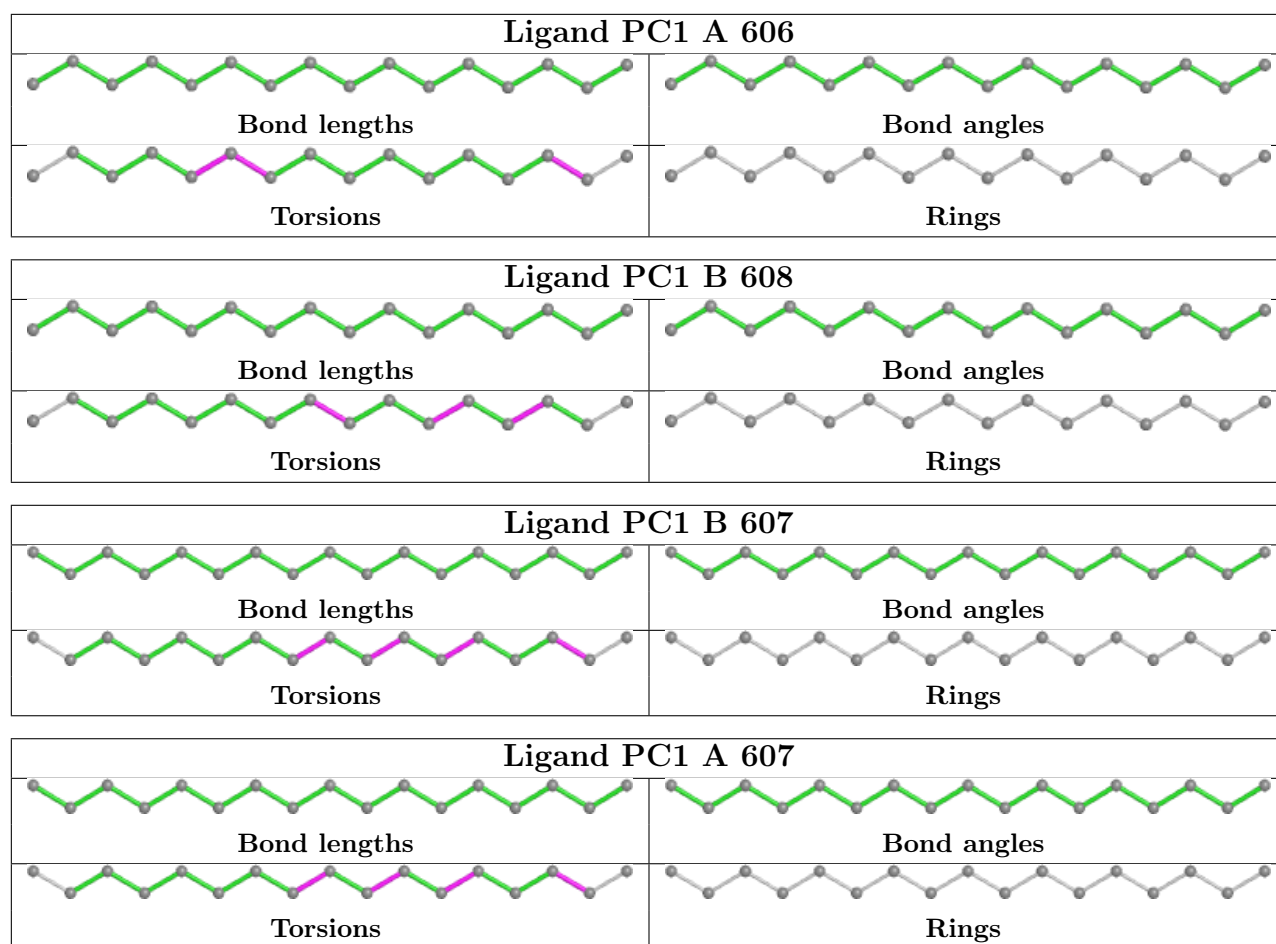 Ligand PC1 A 606
Bond lengths Bond angles
Torsions Rings
Ligand PC1 B 608
Bond lengths Bond angles
Torsions Rings
Ligand PC1 B 607
Bond lengths Bond angles
Torsions Rings
Ligand PC1 A 607
Bond lengths Bond angles
Torsions Rings